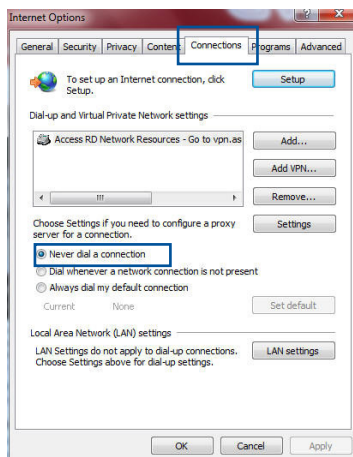 Internet Options
General Security Privacy Content Connections Programs Advanced
To set up an Internet connection, click
Setup.
Setup
Dial-up and Virtual Private Network settings
Access RD Network Resources - Go to vpn.as
Add...
Add VPN...
Remove...
Choose Settings if you need to configure a proxy
server for a connection.
Settings
Never dial a connection
Dial whenever a network connection is not present
Always dial my default connection
Current None
Set default
Local Area Network (LAN) settings
LAN Settings do not apply to dial-up connections.
Choose Settings above for dial-up settings.
LAN settings
OK Cancel Apply